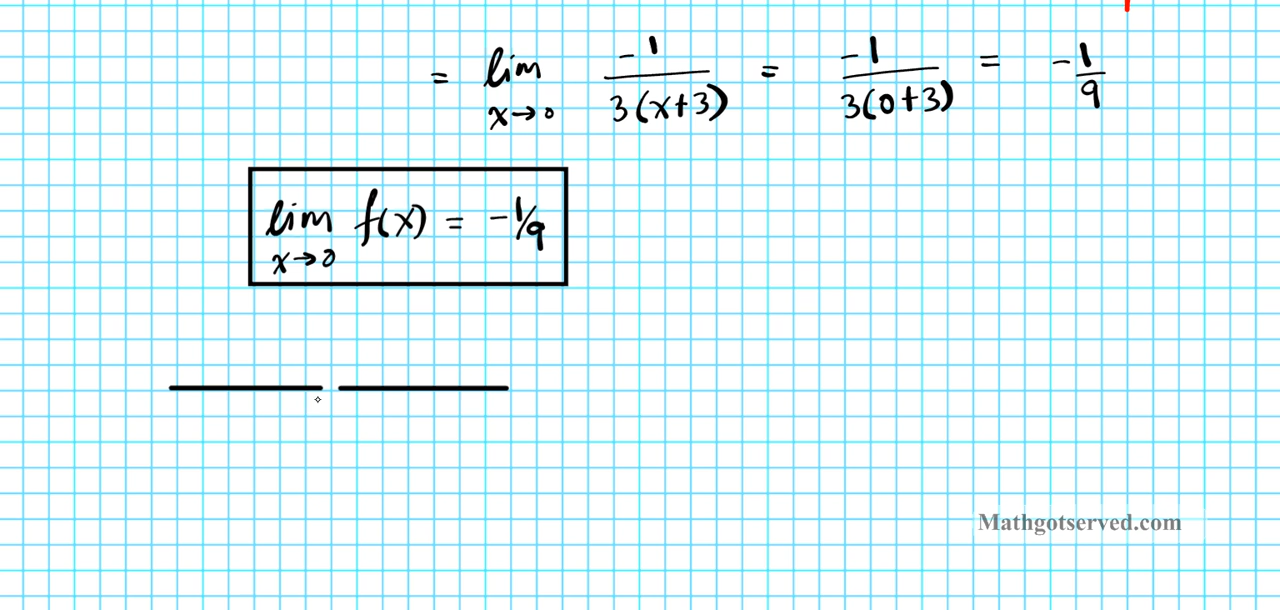 = lim x→0 -1/3(x+3) = -1/3(0+3) = -1/9
lim x→0 f(x) = -1/9
Mathgotserved.com